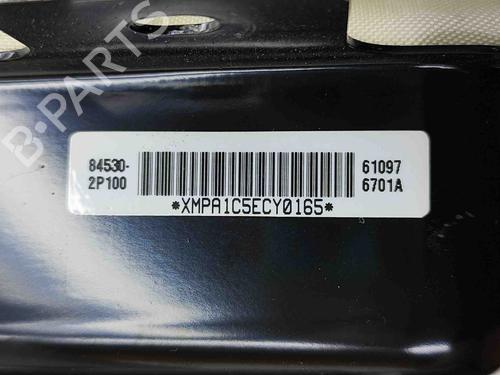 B-PARTS
84530-
2P100
61097
6701A
*XMPA1C5ECY0165*